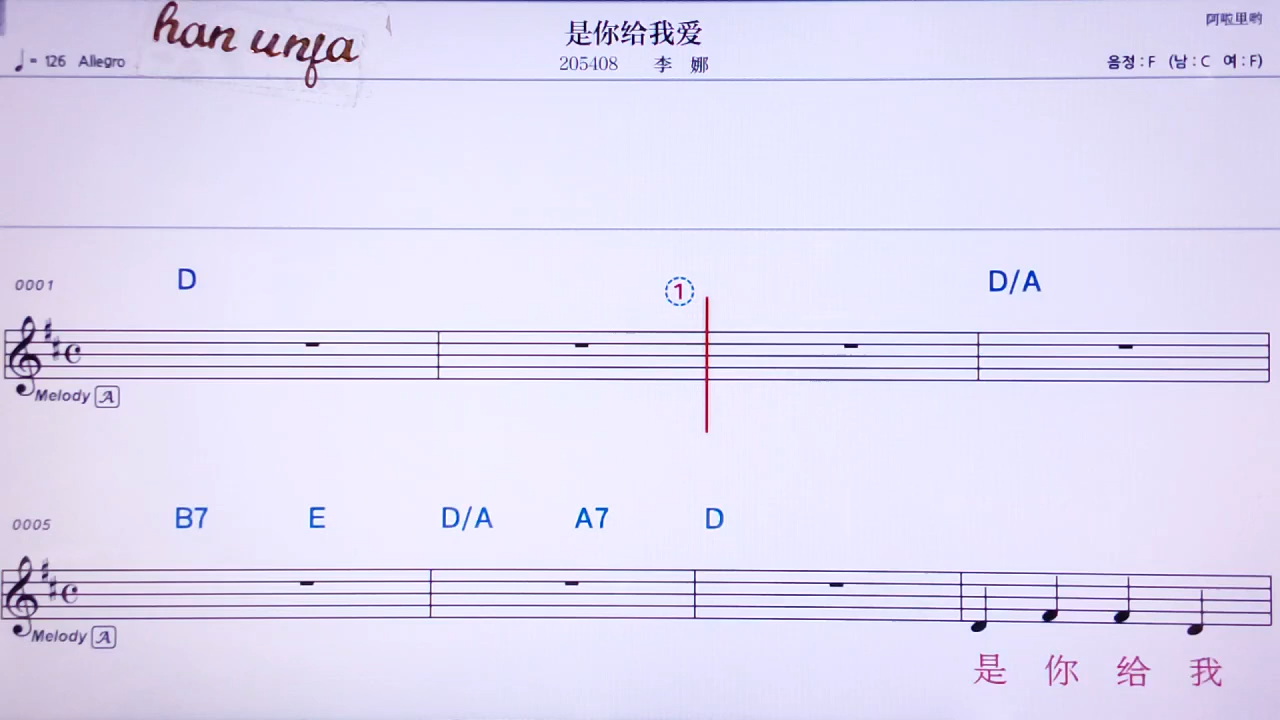 han unfa
是你给我爱
阿啦里哟
♩= 126 Allegro
205408 李 娜
음정 : F (남 : C 여 : F)
0001 D ① D/A
Melody A
0005 B7 E D/A A7 D
Melody A
是 你 给 我